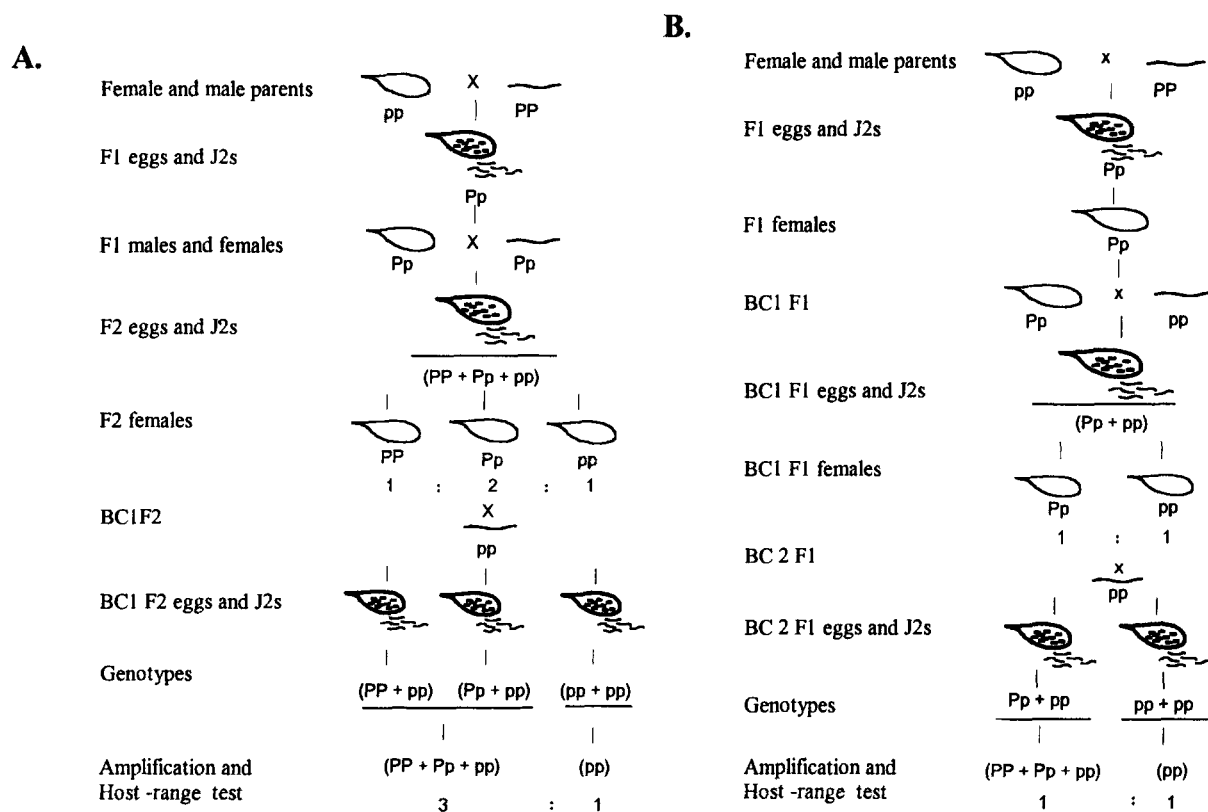 A.
Female and male parents
X
pp
PP
F1 eggs and J2s
Pp
F1 males and females
X
Pp
Pp
F2 eggs and J2s
(PP + Pp + pp)
F2 females
PP Pp pp
1 : 2 : 1
BC1F2
X
pp
BC1 F2 eggs and J2s
Genotypes
(PP + pp) (Pp + pp) (pp + pp)
Amplification and
Host -range test
(PP + Pp + pp) (pp)
3 : 1
B.
Female and male parents
x
pp
PP
F1 eggs and J2s
Pp
F1 females
Pp
BC1 F1
x
Pp
pp
BC1 F1 eggs and J2s
(Pp + pp)
BC1 F1 females
Pp pp
1 : 1
BC 2 F1
x
pp
BC 2 F1 eggs and J2s
Genotypes
Pp + pp pp + pp
Amplification and
Host -range test
(PP + Pp + pp) (pp)
1 : 1